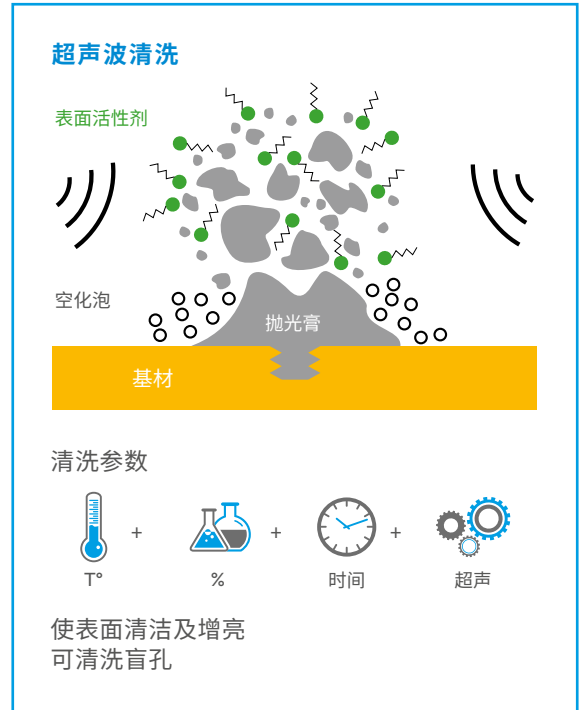 超声波清洗
表面活性剂
空化泡
抛光膏
基材
清洗参数
+ + +
T° % 时间 超声
使表面清洁及增亮
可清洗盲孔